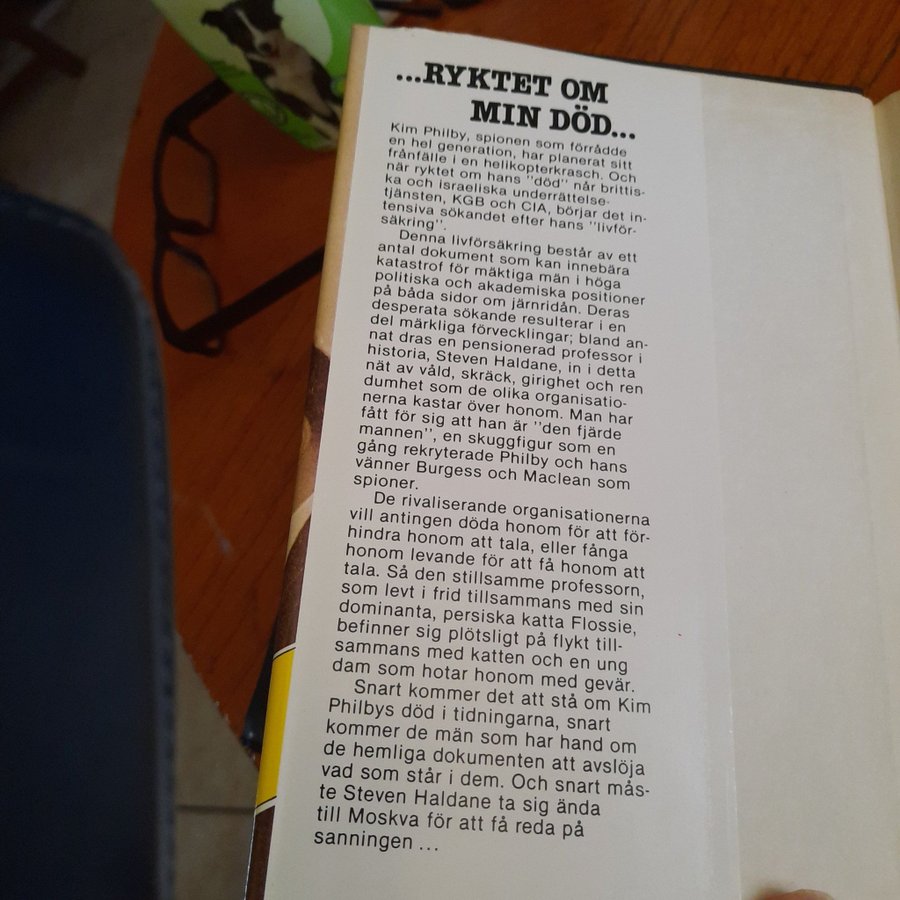 ...RYKTET OM
MIN DÖD...
Kim Philby, spionen som förrådde
en hel generation, har planerat sitt
frånfälle i en helikopterkrasch. Och
när ryktet om hans "död" når brittis-
ka och israeliska underrättelse-
tjänsten, KGB och CIA, börjar det in-
tensiva sökandet efter hans "livför-
säkring".
Denna livförsäkring består av ett
antal dokument som kan innebära
katastrof för mäktiga män i höga
politiska och akademiska positioner
på båda sidor om järnridån. Deras
desperata sökande resulterar i en
del märkliga förvecklingar; bland an-
nat dras en pensionerad professor i
historia, Steven Haldane, in i detta
nät av våld, skräck, girighet och ren
dumhet som de olika organisatio-
nerna kastar över honom. Man har
fått för sig att han är "den fjärde
mannen", en skuggfigur som en
gång rekryterade Philby och hans
vänner Burgess och Maclean som
spioner.
De rivaliserande organisationerna
vill antingen döda honom för att för-
hindra honom att tala, eller fånga
honom levande för att få honom att
tala. Så den stillsamme professorn,
som levt i frid tillsammans med sin
dominanta, persiska katta Flossie,
befinner sig plötsligt på flykt till-
sammans med katten och en ung
dam som hotar honom med gevär.
Snart kommer det att stå om Kim
Philbys död i tidningarna, snart
kommer de män som har hand om
de hemliga dokumenten att avslöja
vad som står i dem. Och snart mås-
te Steven Haldane ta sig ända
till Moskva för att få reda på
sanningen ...